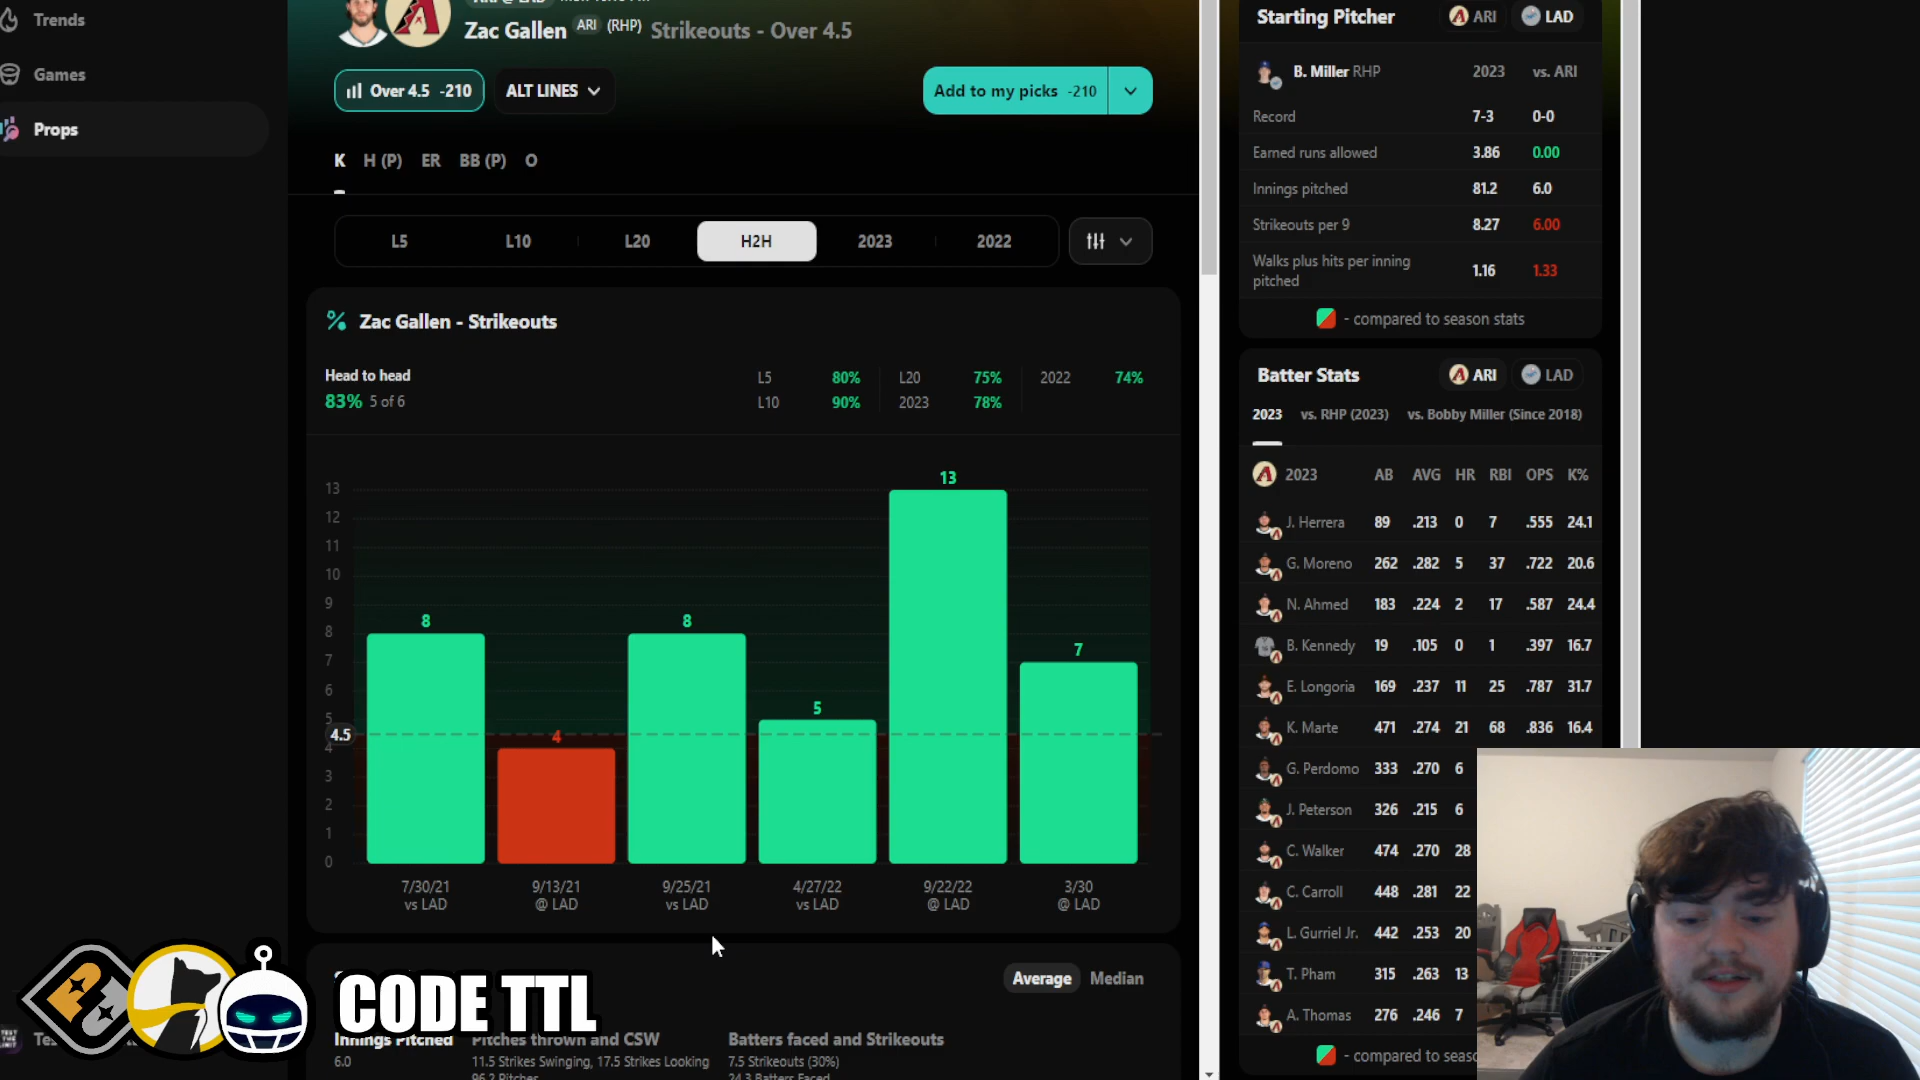 Trends
Games
Props
Zac Gallen ARI (RHP) Strikeouts - Over 4.5
Over 4.5 -210
ALT LINES
Add to my picks -210
K H (P) ER BB (P) O
L5 L10 L20 H2H 2023 2022
Zac Gallen - Strikeouts
Head to head
83% 5 of 6
L5 80% L20 75% 2022 74%
L10 90% 2023 78%
13
12
11
10
9
8
7
6
5
4.5
4
3
2
1
0
8
4
8
5
13
7
7/30/21 9/13/21 9/25/21 4/27/22 9/22/22 3/30
vs LAD @ LAD vs LAD vs LAD @ LAD @ LAD
Average Median
CODE TTL
Innings Pitched Pitches thrown and CSW Batters faced and Strikeouts
6.0 11.5 Strikes Swinging, 17.5 Strikes Looking 7.5 Strikeouts (30%)
96.2 Pitches 24.3 Batters Faced
Starting Pitcher ARI LAD
B. Miller RHP 2023 vs. ARI
Record 7-3 0-0
Earned runs allowed 3.86 0.00
Innings pitched 81.2 6.0
Strikeouts per 9 8.27 6.00
Walks plus hits per inning
pitched 1.16 1.33
- compared to season stats
Batter Stats ARI LAD
2023 vs. RHP (2023) vs. Bobby Miller (Since 2018)
2023 AB AVG HR RBI OPS K%
J. Herrera 89 .213 0 7 .555 24.1
G. Moreno 262 .282 5 37 .722 20.6
N. Ahmed 183 .224 2 17 .587 24.4
B. Kennedy 19 .105 0 1 .397 16.7
E. Longoria 169 .237 11 25 .787 31.7
K. Marte 471 .274 21 68 .836 16.4
G. Perdomo 333 .270 6
J. Peterson 326 .215 6
C. Walker 474 .270 28
C. Carroll 448 .281 22
L. Gurriel Jr. 442 .253 20
T. Pham 315 .263 13
A. Thomas 276 .246 7
- compared to seaso